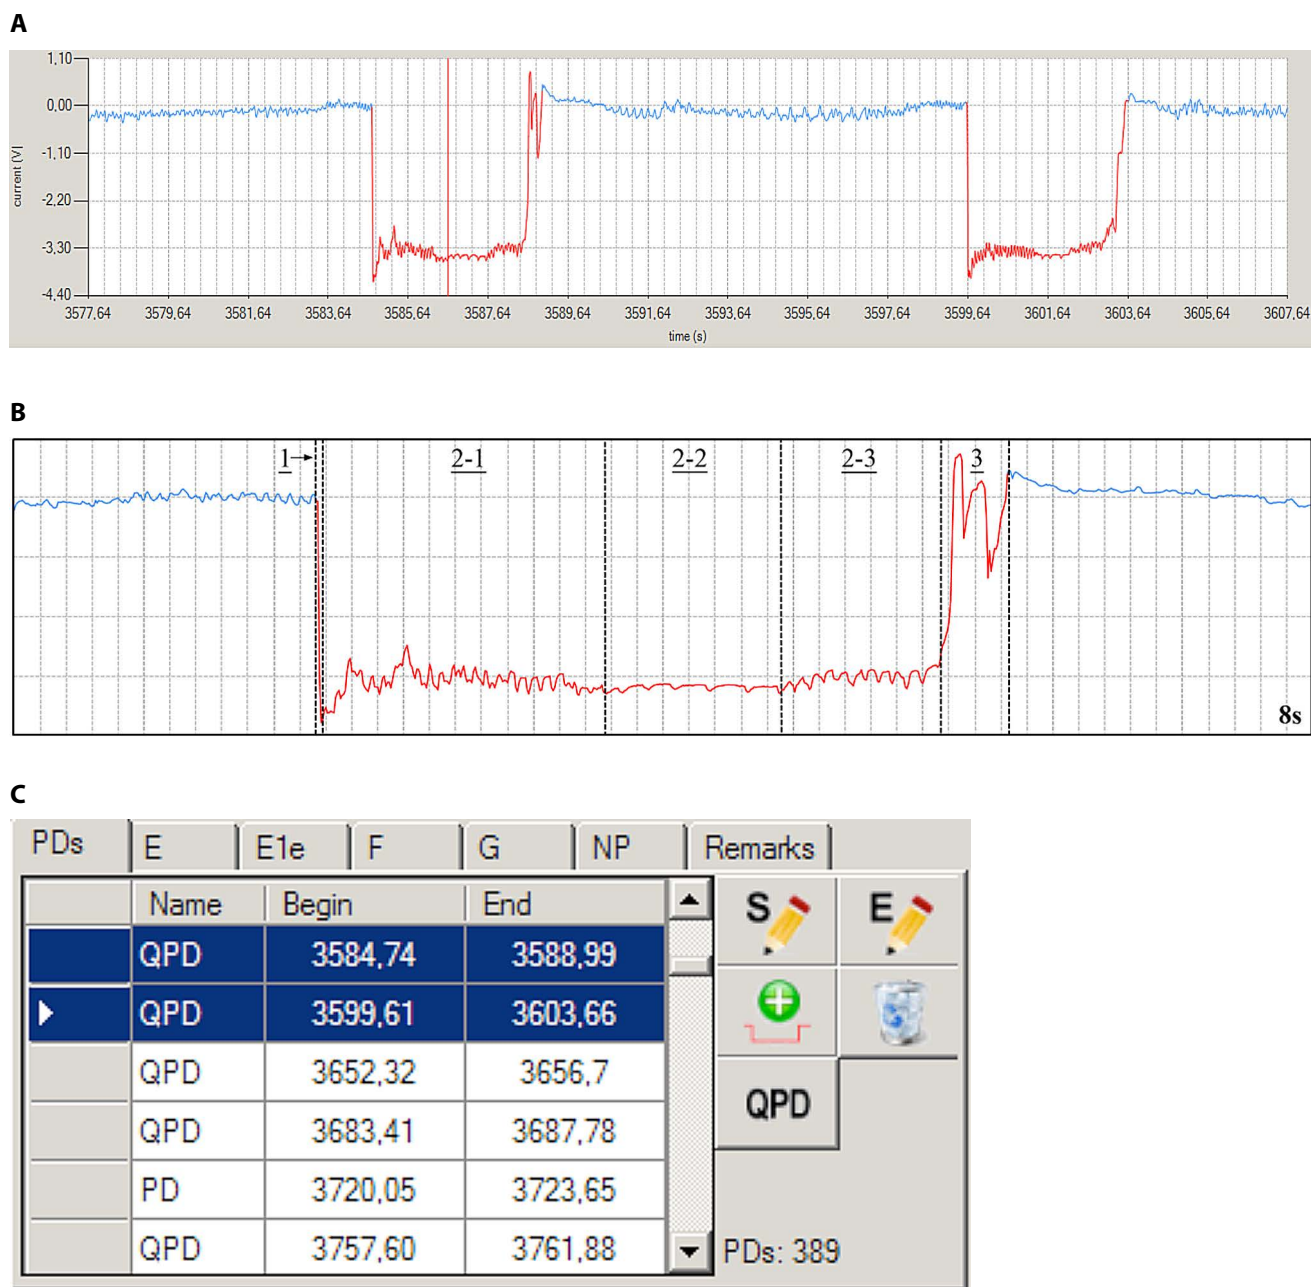 A
1,10
0,00
-1,10
-2,20
-3,30
-4,40
current (V)
3577,64 3579,64 3581,64 3583,64 3585,64 3587,64 3589,64 3591,64 3593,64 3595,64 3597,64 3599,64 3601,64 3603,64 3605,64 3607,64
time (s)
B
1 2-1 2-2 2-3 3
8s
C
PDs E E1e F G NP Remarks
Name Begin End
QPD 3584,74 3588,99
QPD 3599,61 3603,66
QPD 3652,32 3656,7
QPD 3683,41 3687,78
PD 3720,05 3723,65
QPD 3757,60 3761,88
S E
QPD
PDs: 389